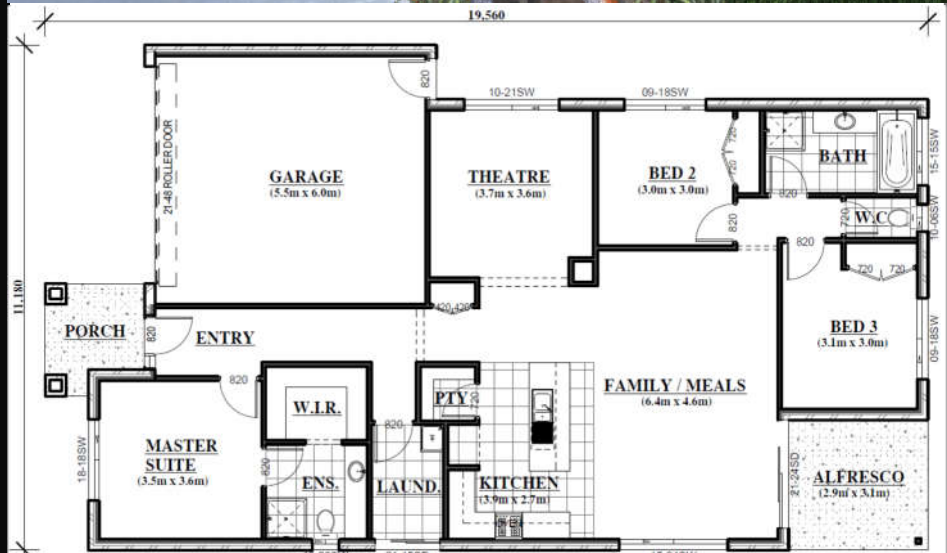 19,560
11,180
21-48 ROLLER DOOR
GARAGE
(5.5m x 6.0m)
820
10-21SW
THEATRE
(3.7m x 3.6m)
09-18SW
BED 2
(3.0m x 3.0m)
720
720
820
BATH
820
15-15SW
W.C
720
10-06SW
820
720
720
BED 3
(3.1m x 3.0m)
09-18SW
PORCH
820
ENTRY
420
420
820
W.I.R.
PTY
720
FAMILY / MEALS
(6.4m x 4.6m)
18-18SW
MASTER
SUITE
(3.5m x 3.6m)
820
ENS.
820
LAUND.
KITCHEN
(3.9m x 2.7m)
21-24SD
ALFRESCO
(2.9m x 3.1m)